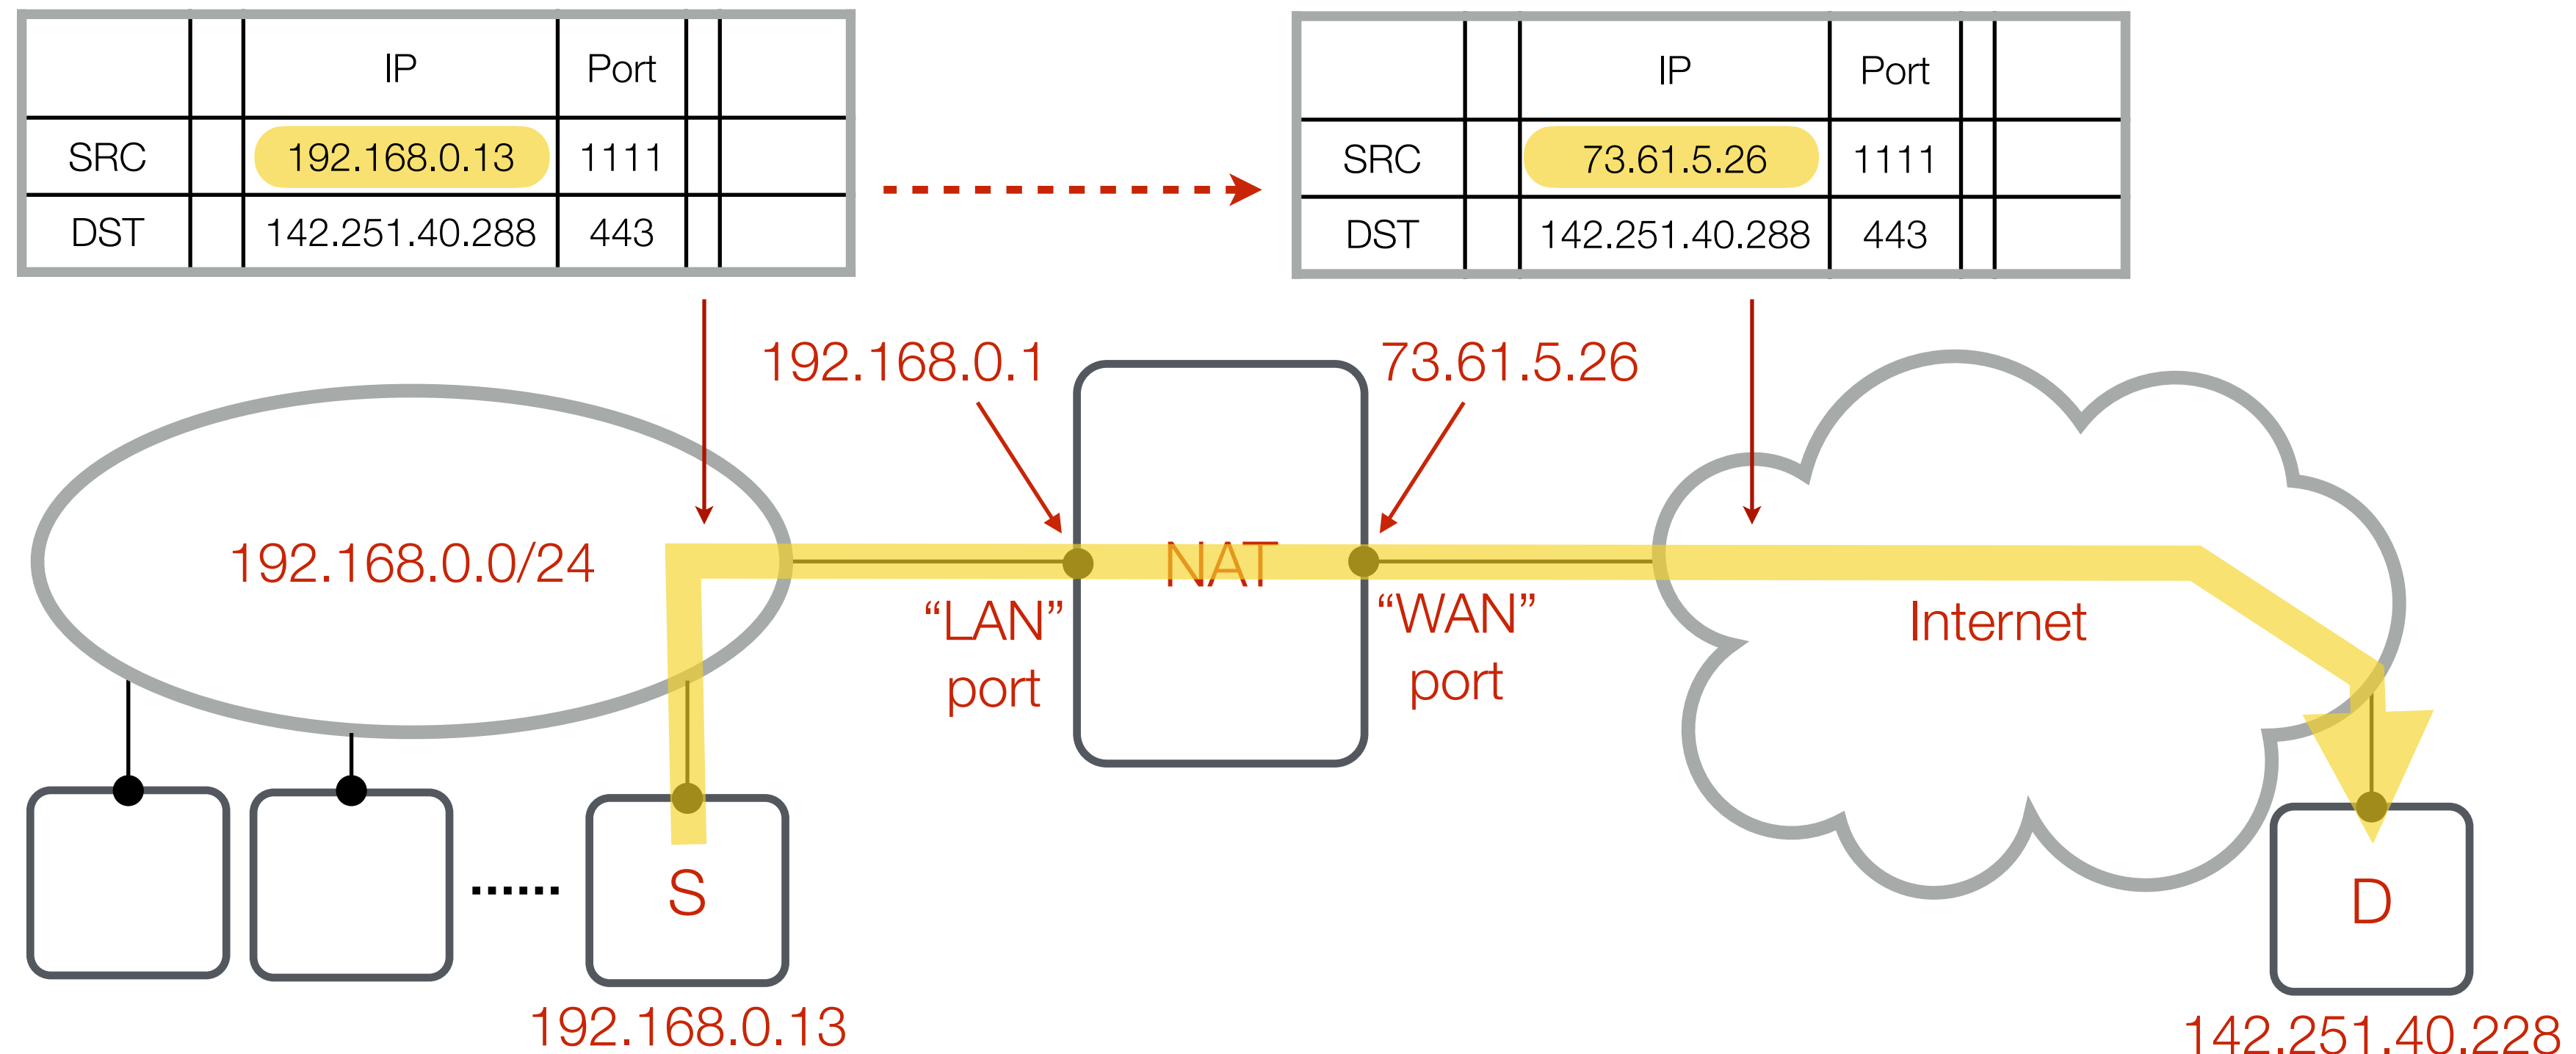 IP Port
SRC 192.168.0.13 1111
DST 142.251.40.288 443
IP Port
SRC 73.61.5.26 1111
DST 142.251.40.288 443
192.168.0.1
73.61.5.26
192.168.0.0/24
NAT
“LAN”
port
“WAN”
port
Internet
S
D
192.168.0.13
142.251.40.228